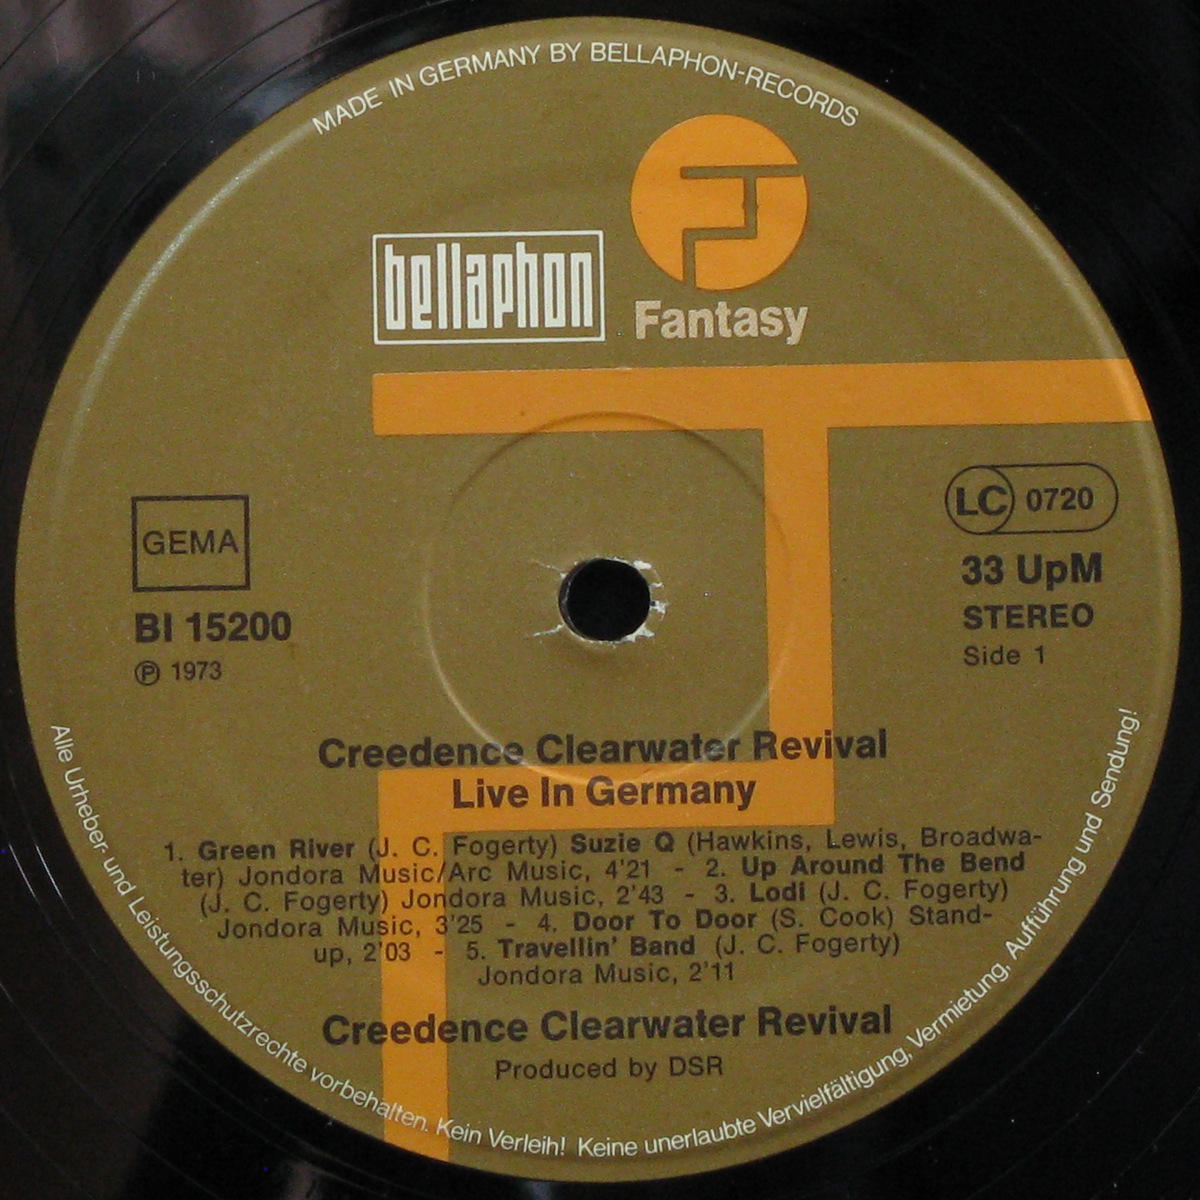 MADE IN GERMANY BY BELLAPHON-RECORDS
bellaphon
Fantasy
GEMA
BI 15200
Ⓟ 1973
LC 0720
33 UpM
STEREO
Side 1
Creedence Clearwater Revival
Live In Germany
1. Green River (J. C. Fogerty) Suzie Q (Hawkins, Lewis, Broadwa-
ter) Jondora Music/Arc Music, 4'21 - 2. Up Around The Bend
(J. C. Fogerty) Jondora Music, 2'43 - 3. Lodi (J. C. Fogerty)
Jondora Music, 3'25 - 4. Door To Door (S. Cook) Stand-
up, 2'03 - 5. Travellin' Band (J. C. Fogerty)
Jondora Music, 2'11
Creedence Clearwater Revival
Produced by DSR
Alle Urheber- und Leistungsschutzrechte vorbehalten. Kein Verleih! Keine unerlaubte Vervielfältigung, Vermietung, Aufführung und Sendung!